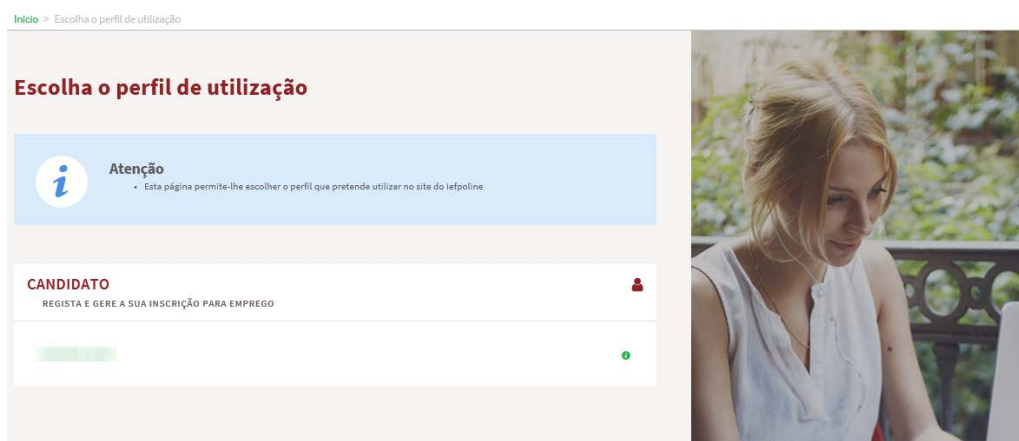 Início > Escolha o perfil de utilização
Escolha o perfil de utilização
Atenção
• Esta página permite-lhe escolher o perfil que pretende utilizar no site do Iefponline
CANDIDATO
REGISTA E GERE A SUA INSCRIÇÃO PARA EMPREGO